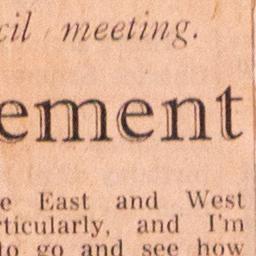 cil meeting.
ement
e East and West
rticularly, and I'm
to go and see how